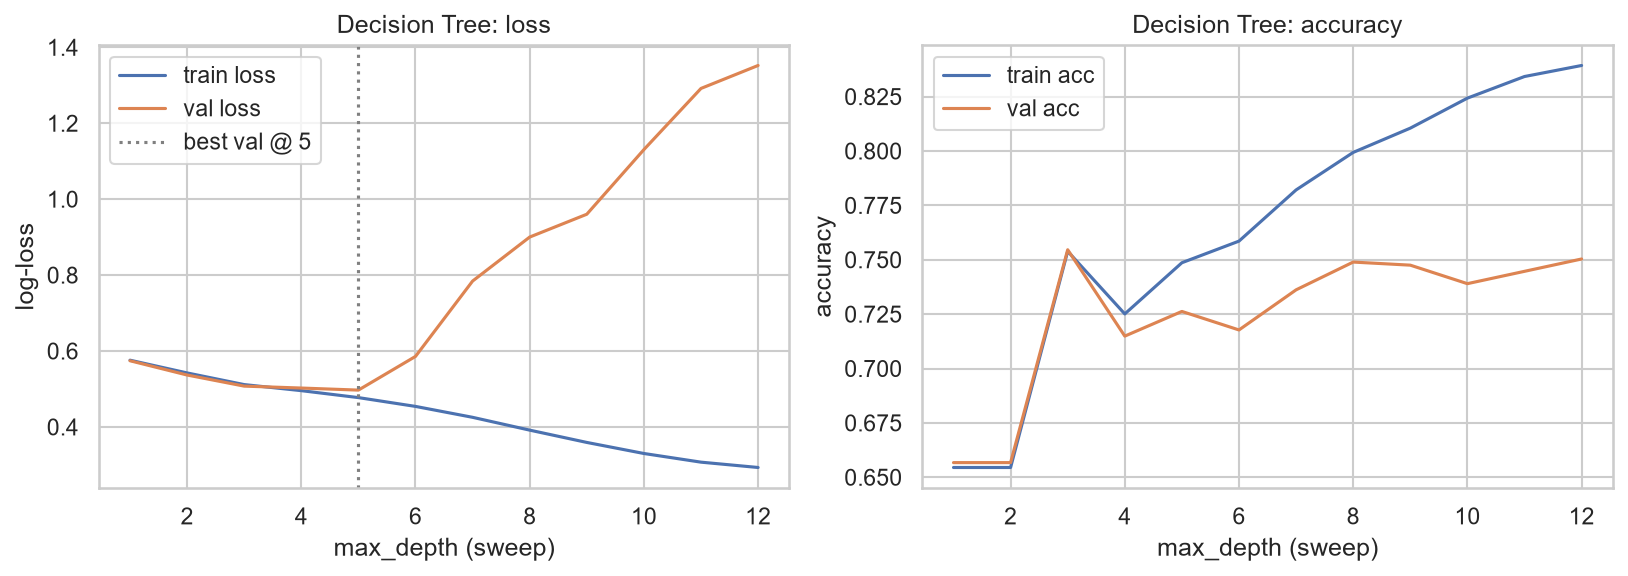 Decision Tree: loss
1.4
1.2
1.0
0.8
0.6
0.4
log-loss
train loss
val loss
best val @ 5
2 4 6 8 10 12
max_depth (sweep)
Decision Tree: accuracy
0.825
0.800
0.775
0.750
0.725
0.700
0.675
0.650
accuracy
train acc
val acc
2 4 6 8 10 12
max_depth (sweep)